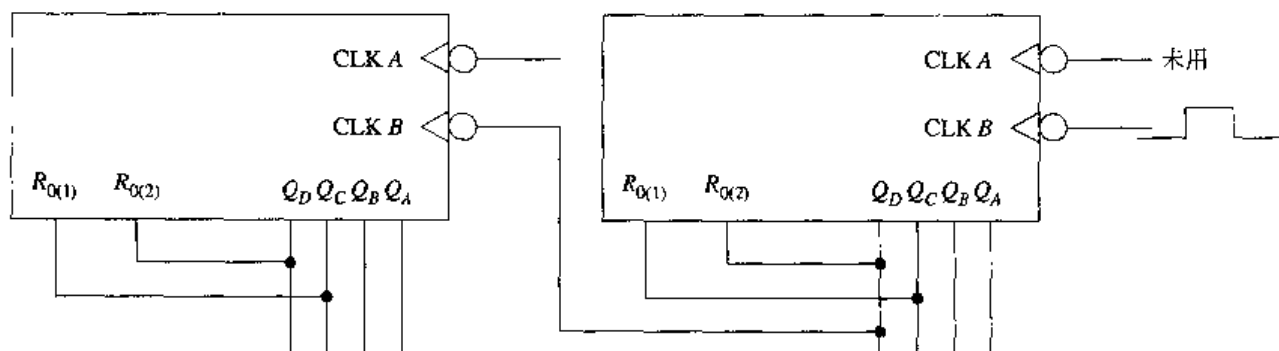 CLK A
CLK B
R0(1) R0(2) QD QC QB QA
CLK A 未用
CLK B
R0(1) R0(2) QD QC QB QA